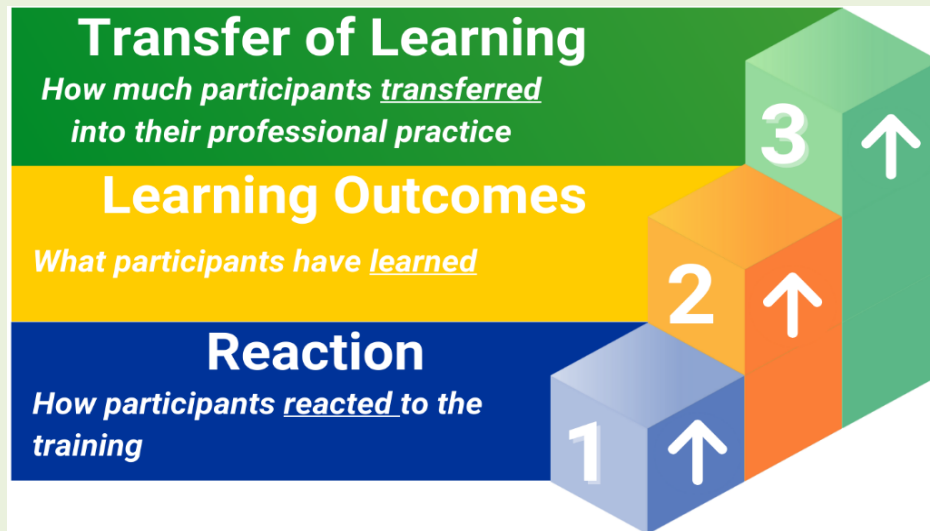 Transfer of Learning
How much participants transferred
into their professional practice
3
Learning Outcomes
What participants have learned
2
Reaction
How participants reacted to the
training
1